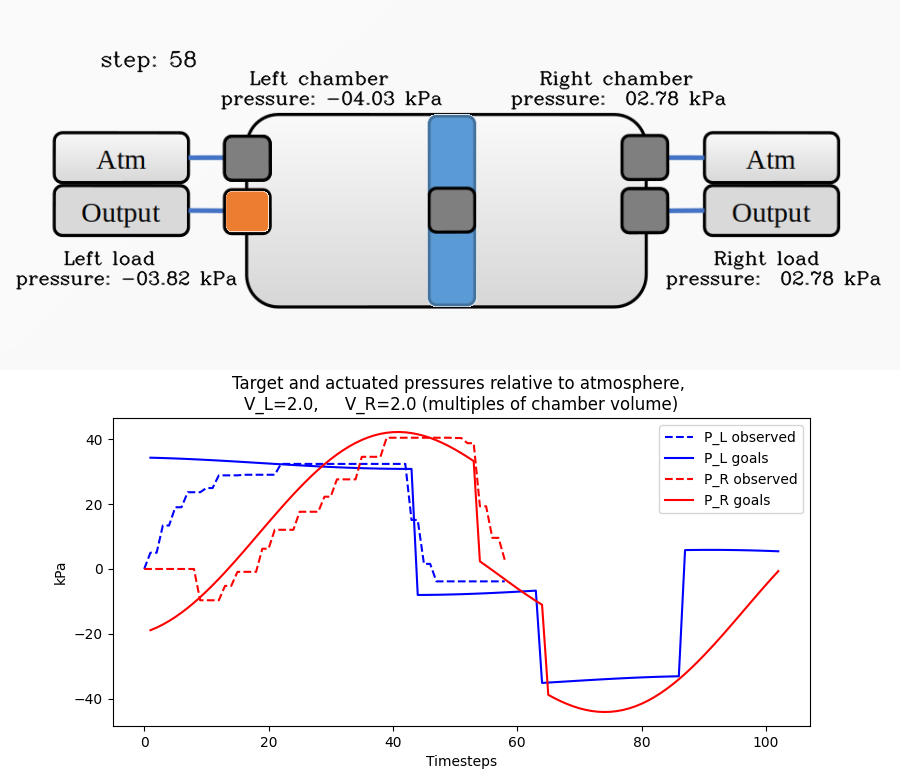 step: 58
Left chamber
pressure: −04.03 kPa
Right chamber
pressure: 02.78 kPa
Atm
Output
Atm
Output
Left load
pressure: −03.82 kPa
Right load
pressure: 02.78 kPa
Target and actuated pressures relative to atmosphere,
V_L=2.0, V_R=2.0 (multiples of chamber volume)
P_L observed
P_L goals
P_R observed
P_R goals
kPa
40
20
0
−20
−40
0 20 40 60 80 100
Timesteps